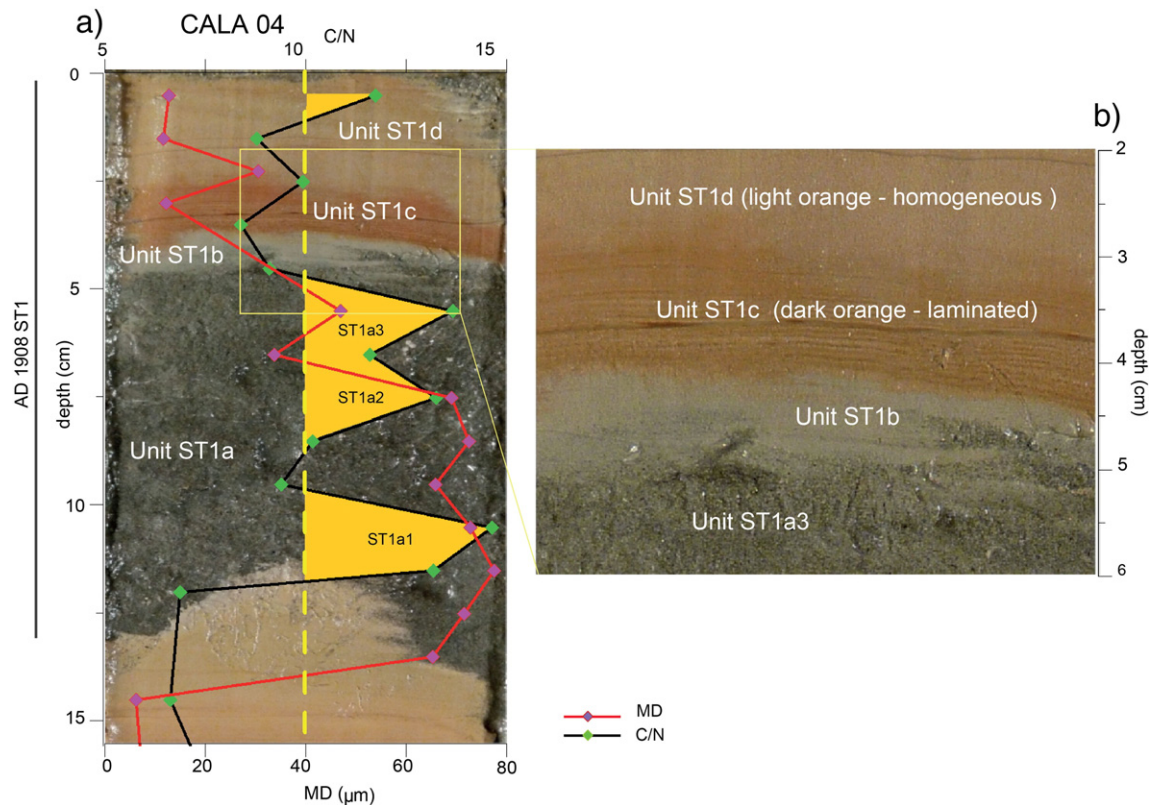 a)
CALA 04
C/N
5
10
15
0
5
10
15
depth (cm)
AD 1908 ST1
Unit ST1d
Unit ST1c
Unit ST1b
ST1a3
ST1a2
Unit ST1a
ST1a1
0
20
40
60
80
MD (µm)
b)
Unit ST1d (light orange - homogeneous )
Unit ST1c (dark orange - laminated)
Unit ST1b
Unit ST1a3
2
3
4
5
6
depth (cm)
MD
C/N